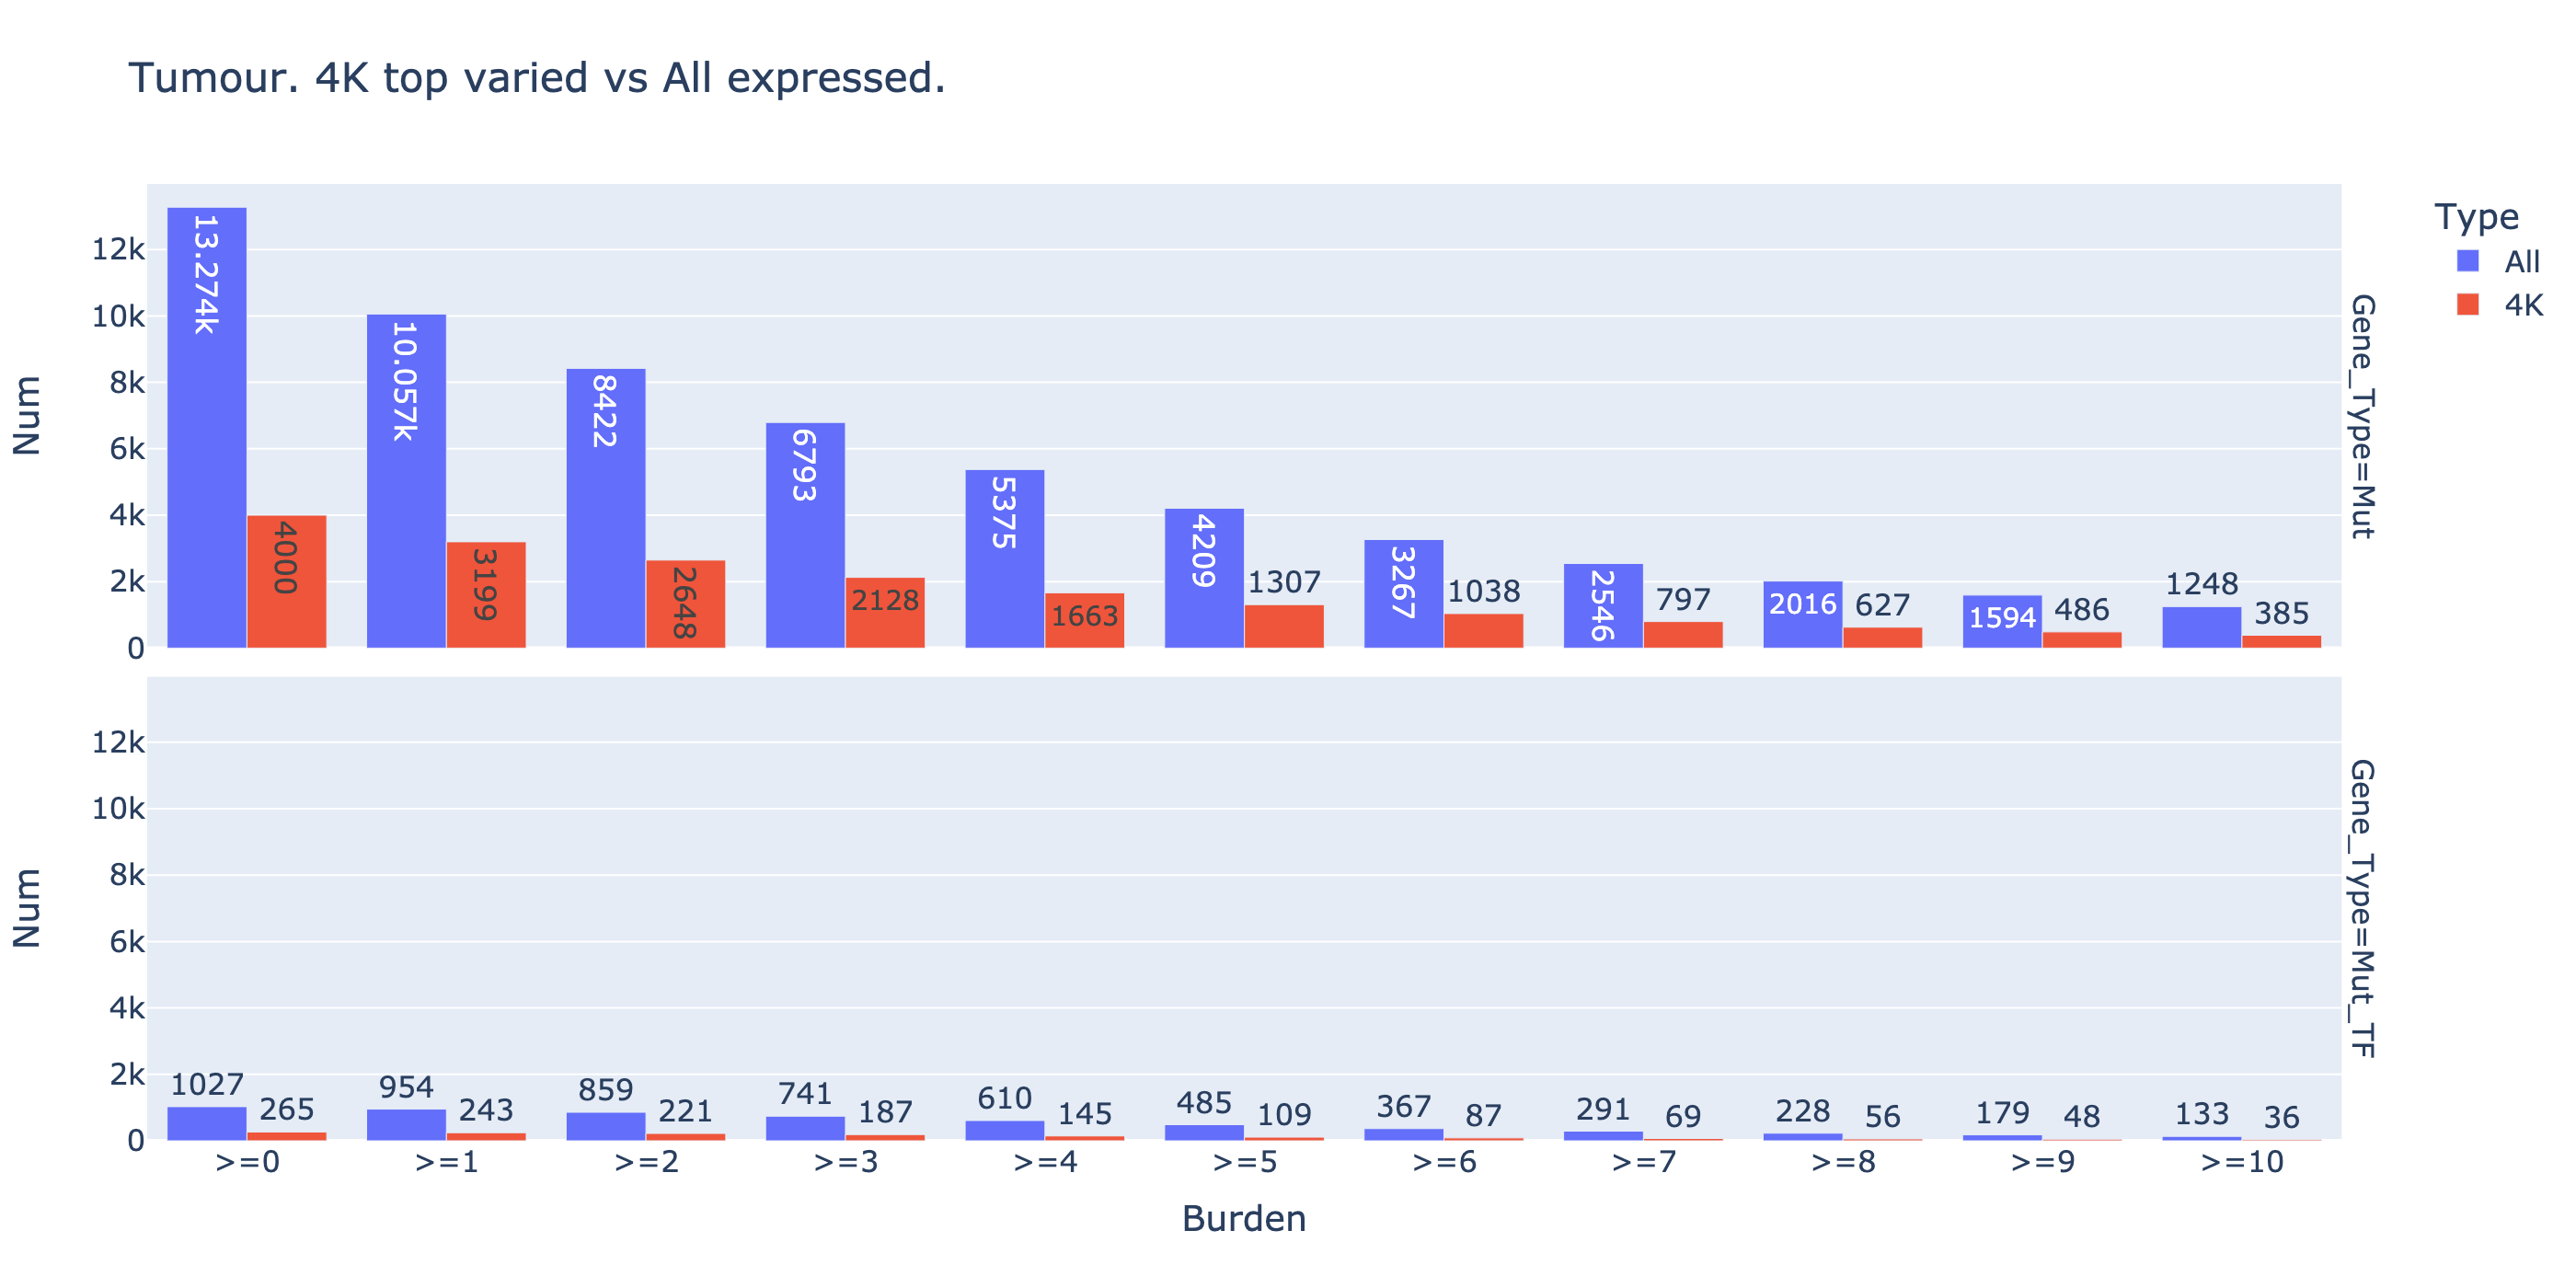 Tumour. 4K top varied vs All expressed.
Type
All
4K
Num
12k
10k
8k
6k
4k
2k
0
13.274k
4000
10.057k
3199
8422
2648
6793
2128
5375
1663
4209
1307
3267
1038
2546
797
2016
627
1594
486
1248
385
Gene_Type=Mut
Num
12k
10k
8k
6k
4k
2k
0
1027
265
954
243
859
221
741
187
610
145
485
109
367
87
291
69
228
56
179
48
133
36
Gene_Type=Mut_TF
>=0
>=1
>=2
>=3
>=4
>=5
>=6
>=7
>=8
>=9
>=10
Burden